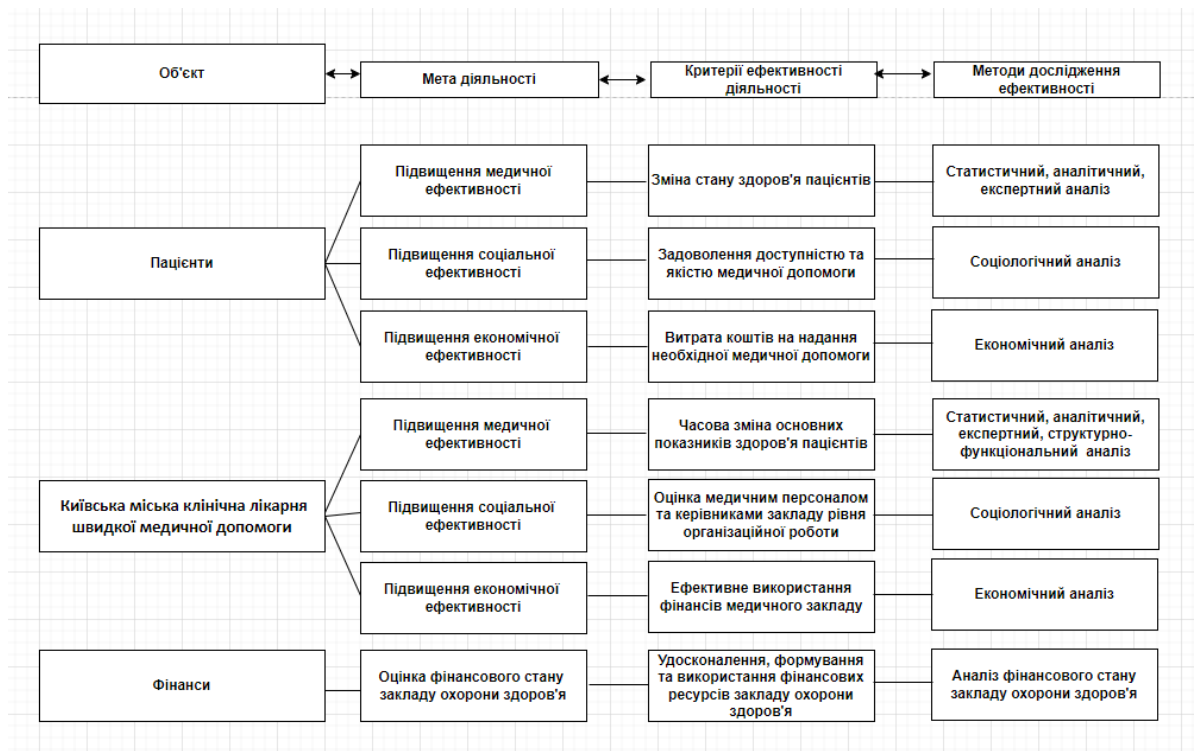 Об'єкт
Мета діяльності
Критерії ефективності
діяльності
Методи дослідження
ефективності
Пацієнти
Підвищення медичної
ефективності
Зміна стану здоров'я пацієнтів
Статистичний, аналітичний,
експертний аналіз
Підвищення соціальної
ефективності
Задоволення доступністю та
якістю медичної допомоги
Соціологічний аналіз
Підвищення економічної
ефективності
Витрата коштів на надання
необхідної медичної допомоги
Економічний аналіз
Київська міська клінічна лікарня
швидкої медичної допомоги
Підвищення медичної
ефективності
Часова зміна основних
показників здоров'я пацієнтів
Статистичний, аналітичний,
експертний, структурно-
функціональний аналіз
Підвищення соціальної
ефективності
Оцінка медичним персоналом
та керівниками закладу рівня
організаційної роботи
Соціологічний аналіз
Підвищення економічної
ефективності
Ефективне використання
фінансів медичного закладу
Економічний аналіз
Фінанси
Оцінка фінансового стану
закладу охорони здоров'я
Удосконалення, формування
та використання фінансових
ресурсів закладу охорони
здоров'я
Аналіз фінансового стану
закладу охорони здоров'я